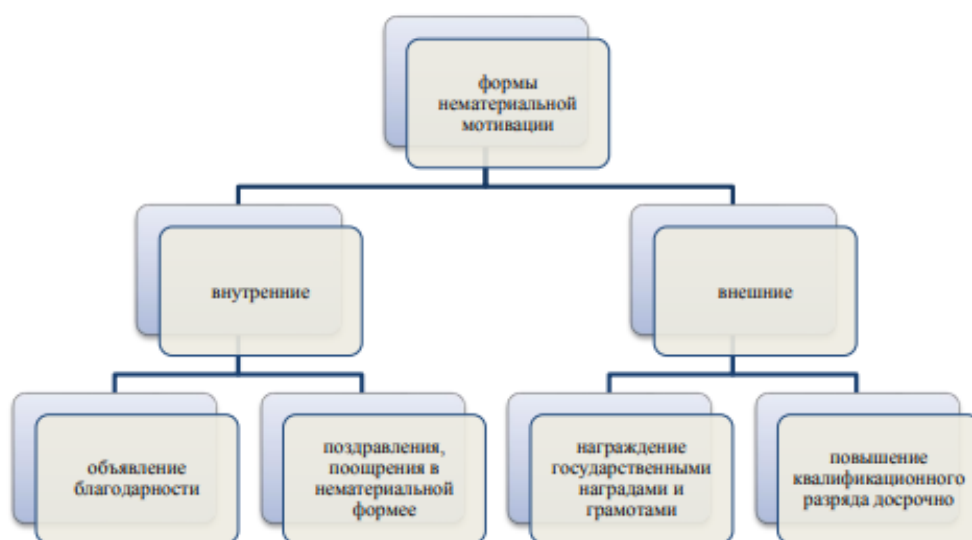 формы
нематериальной
мотивации
внутренние
внешние
объявление
благодарности
поздравления,
поощрения в
нематериальной
формее
награждение
государственными
наградами и
грамотами
повышение
квалификационного
разряда досрочно